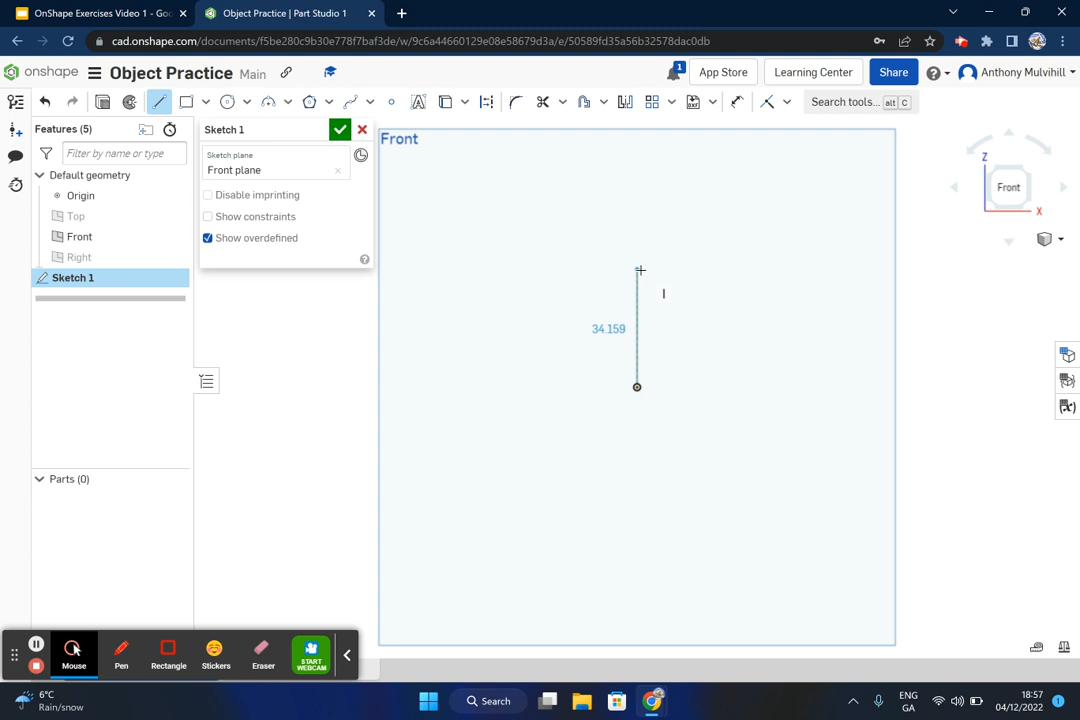 OnShape Exercises Video 1 - Goo
Object Practice | Part Studio 1
cad.onshape.com/documents/f5be280c9b30e778f7baf3de/w/9c6a44660129e08e58679d3a/e/50589fd35a56b32578dac0db
onshape
Object Practice Main
1
App Store
Learning Center
Share
Anthony Mulvihill
Search tools... alt C
Features (5)
Filter by name or type
Default geometry
Origin
Top
Front
Right
Sketch 1
Parts (0)
Sketch 1
Sketch plane
Front plane
Disable imprinting
Show constraints
Show overdefined
Front
34.159
Z
Front
X
Mouse
Pen
Rectangle
Stickers
Eraser
START
WEBCAM
6°C
Rain/snow
Search
ENG
GA
18:57
04/12/2022
1